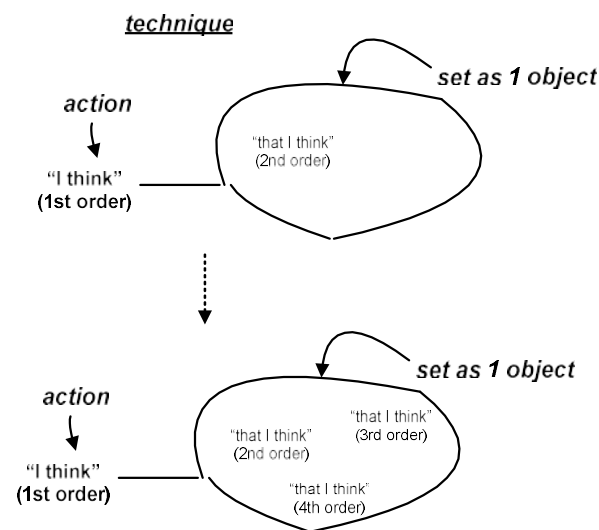 technique
set as 1 object
action
"that I think"
(2nd order)
"I think"
(1st order)
set as 1 object
action
"that I think"
(3rd order)
"that I think"
(2nd order)
"I think"
(1st order)
"that I think"
(4th order)